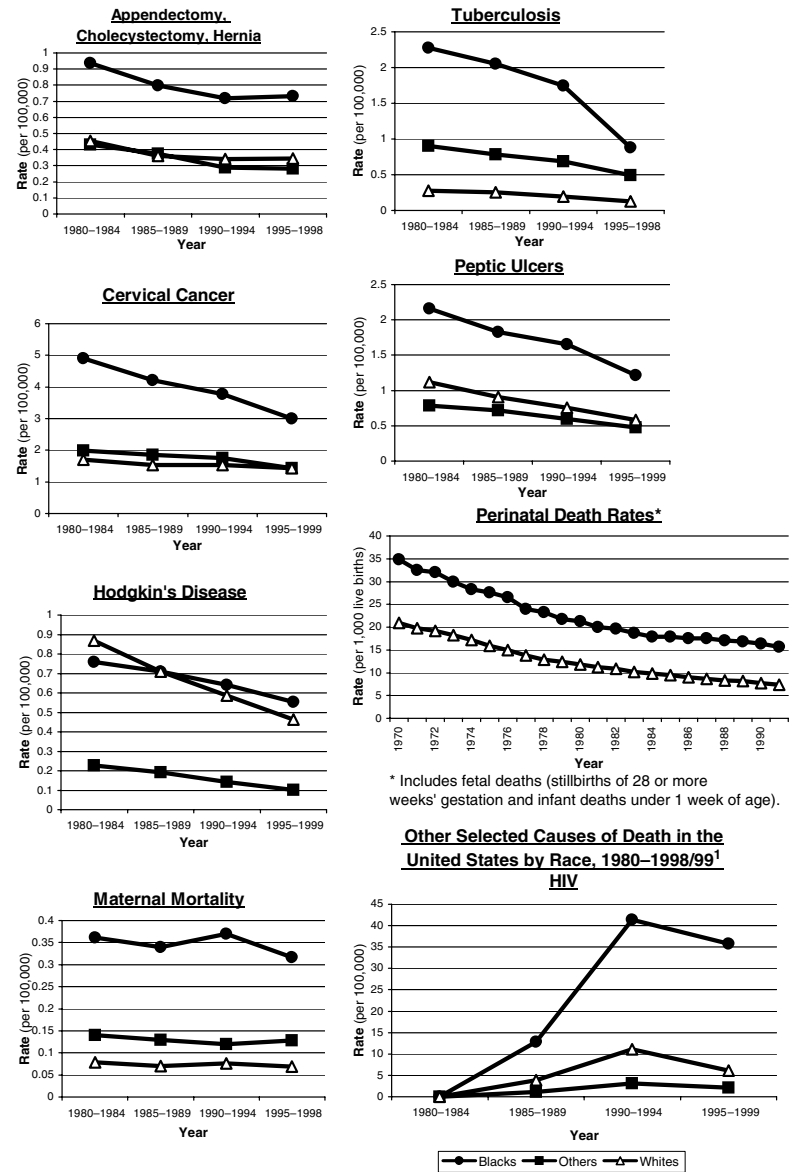 Appendectomy,
Cholecystectomy, Hernia
Rate (per 100,000)
1
0.9
0.8
0.7
0.6
0.5
0.4
0.3
0.2
0.1
0
1980–1984 1985–1989 1990–1994 1995–1998
Year
Tuberculosis
Rate (per 100,000)
2.5
2
1.5
1
0.5
0
1980–1984 1985–1989 1990–1994 1995–1998
Year
Cervical Cancer
Rate (per 100,000)
6
5
4
3
2
1
0
1980–1984 1985–1989 1990–1994 1995–1999
Year
Peptic Ulcers
Rate (per 100,000)
2.5
2
1.5
1
0.5
0
1980–1984 1985–1989 1990–1994 1995–1999
Year
Hodgkin's Disease
Rate (per 100,000)
1
0.9
0.8
0.7
0.6
0.5
0.4
0.3
0.2
0.1
0
1980–1984 1985–1989 1990–1994 1995–1999
Year
Perinatal Death Rates*
Rate (per 1,000 live births)
40
35
30
25
20
15
10
5
0
1970 1972 1974 1976 1978 1980 1982 1984 1986 1988 1990
Year
* Includes fetal deaths (stillbirths of 28 or more
weeks' gestation and infant deaths under 1 week of age).
Maternal Mortality
Rate (per 100,000)
0.4
0.35
0.3
0.25
0.2
0.15
0.1
0.05
0
1980–1984 1985–1989 1990–1994 1995–1998
Year
Other Selected Causes of Death in the
United States by Race, 1980–1998/99¹
HIV
Rate (per 100,000)
45
40
35
30
25
20
15
10
5
0
1980–1984 1985–1989 1990–1994 1995–1999
Year
Blacks Others Whites